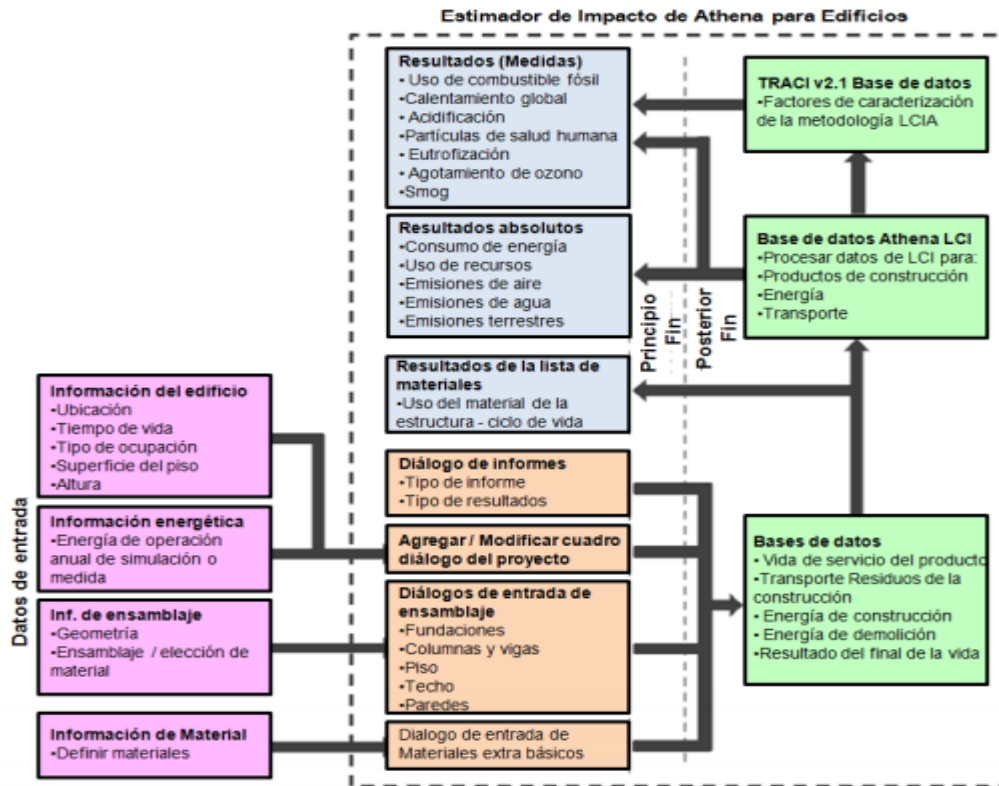 Estimador de Impacto de Athena para Edificios
Resultados (Medidas)
• Uso de combustible fósil
•Calentamiento global
• Acidificación
•Partículas de salud humana
• Eutrofización
• Agotamiento de ozono
•Smog
TRACI v2.1 Base de datos
•Factores de caracterización
de la metodología LCIA
Resultados absolutos
•Consumo de energía
•Uso de recursos
•Emisiones de aire
•Emisiones de agua
•Emisiones terrestres
Base de datos Athena LCI
•Procesar datos de LCI para:
•Productos de construcción
•Energía
•Transporte
Principio
Fin
Posterior
Fin
Resultados de la lista de
materiales
•Uso del material de la
estructura - ciclo de vida
Datos de entrada
Información del edificio
•Ubicación
•Tiempo de vida
•Tipo de ocupación
•Superficie del piso
•Altura
Diálogo de informes
•Tipo de informe
•Tipo de resultados
Información energética
•Energía de operación
anual de simulación o
medida
Agregar / Modificar cuadro
diálogo del proyecto
Bases de datos
• Vida de servicio del producto
•Transporte Residuos de la
construcción
• Energía de construcción
• Energía de demolición
•Resultado del final de la vida
Inf. de ensamblaje
•Geometría
•Ensamblaje / elección de
material
Diálogos de entrada de
ensamblaje
•Fundaciones
•Columnas y vigas
•Piso
•Techo
•Paredes
Información de Material
•Definir materiales
Dialogo de entrada de
Materiales extra básicos